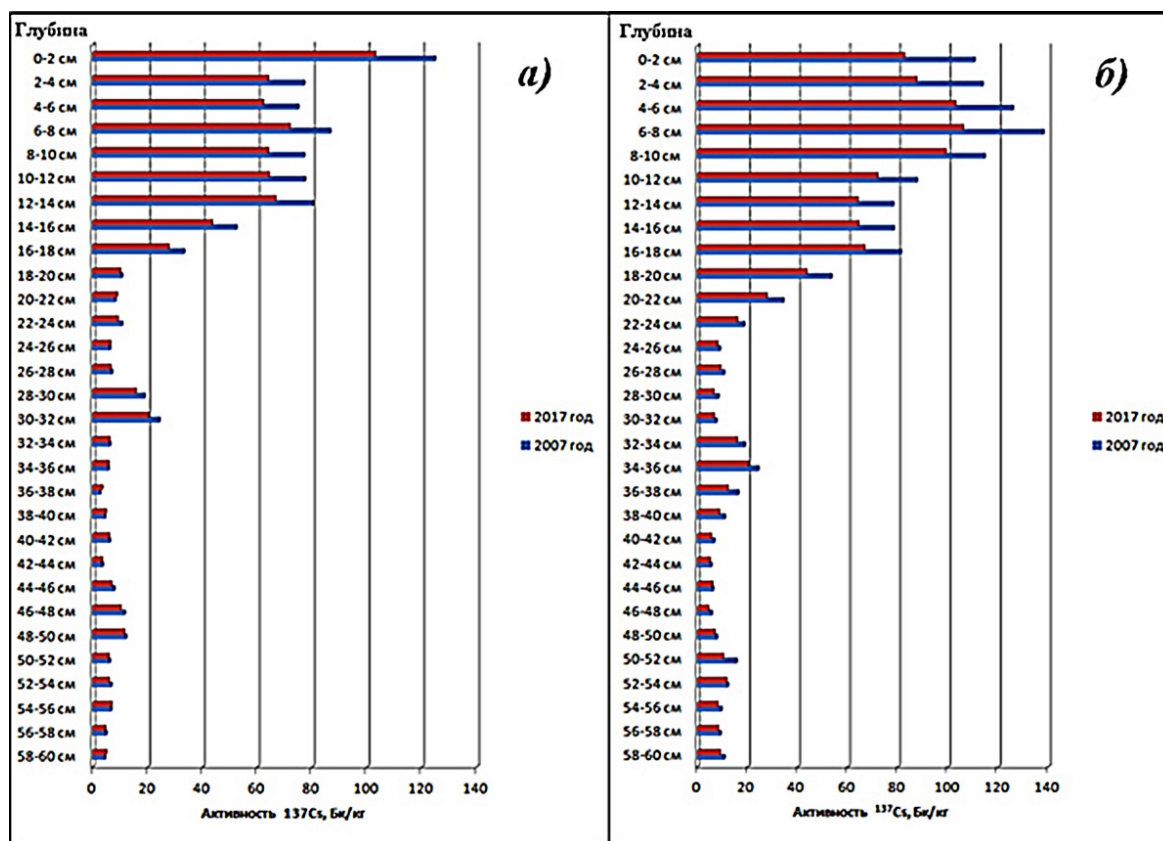 Глубина
а)
0-2 см
2-4 см
4-6 см
6-8 см
8-10 см
10-12 см
12-14 см
14-16 см
16-18 см
18-20 см
20-22 см
22-24 см
24-26 см
26-28 см
28-30 см
30-32 см
32-34 см
34-36 см
36-38 см
38-40 см
40-42 см
42-44 см
44-46 см
46-48 см
48-50 см
50-52 см
52-54 см
54-56 см
56-58 см
58-60 см
2017 год
2007 год
0 20 40 60 80 100 120 140
Активность 137Cs, Бк/кг
Глубина
б)
0-2 см
2-4 см
4-6 см
6-8 см
8-10 см
10-12 см
12-14 см
14-16 см
16-18 см
18-20 см
20-22 см
22-24 см
24-26 см
26-28 см
28-30 см
30-32 см
32-34 см
34-36 см
36-38 см
38-40 см
40-42 см
42-44 см
44-46 см
46-48 см
48-50 см
50-52 см
52-54 см
54-56 см
56-58 см
58-60 см
2017 год
2007 год
0 20 40 60 80 100 120 140
Активность ¹³⁷Cs, Бк/кг